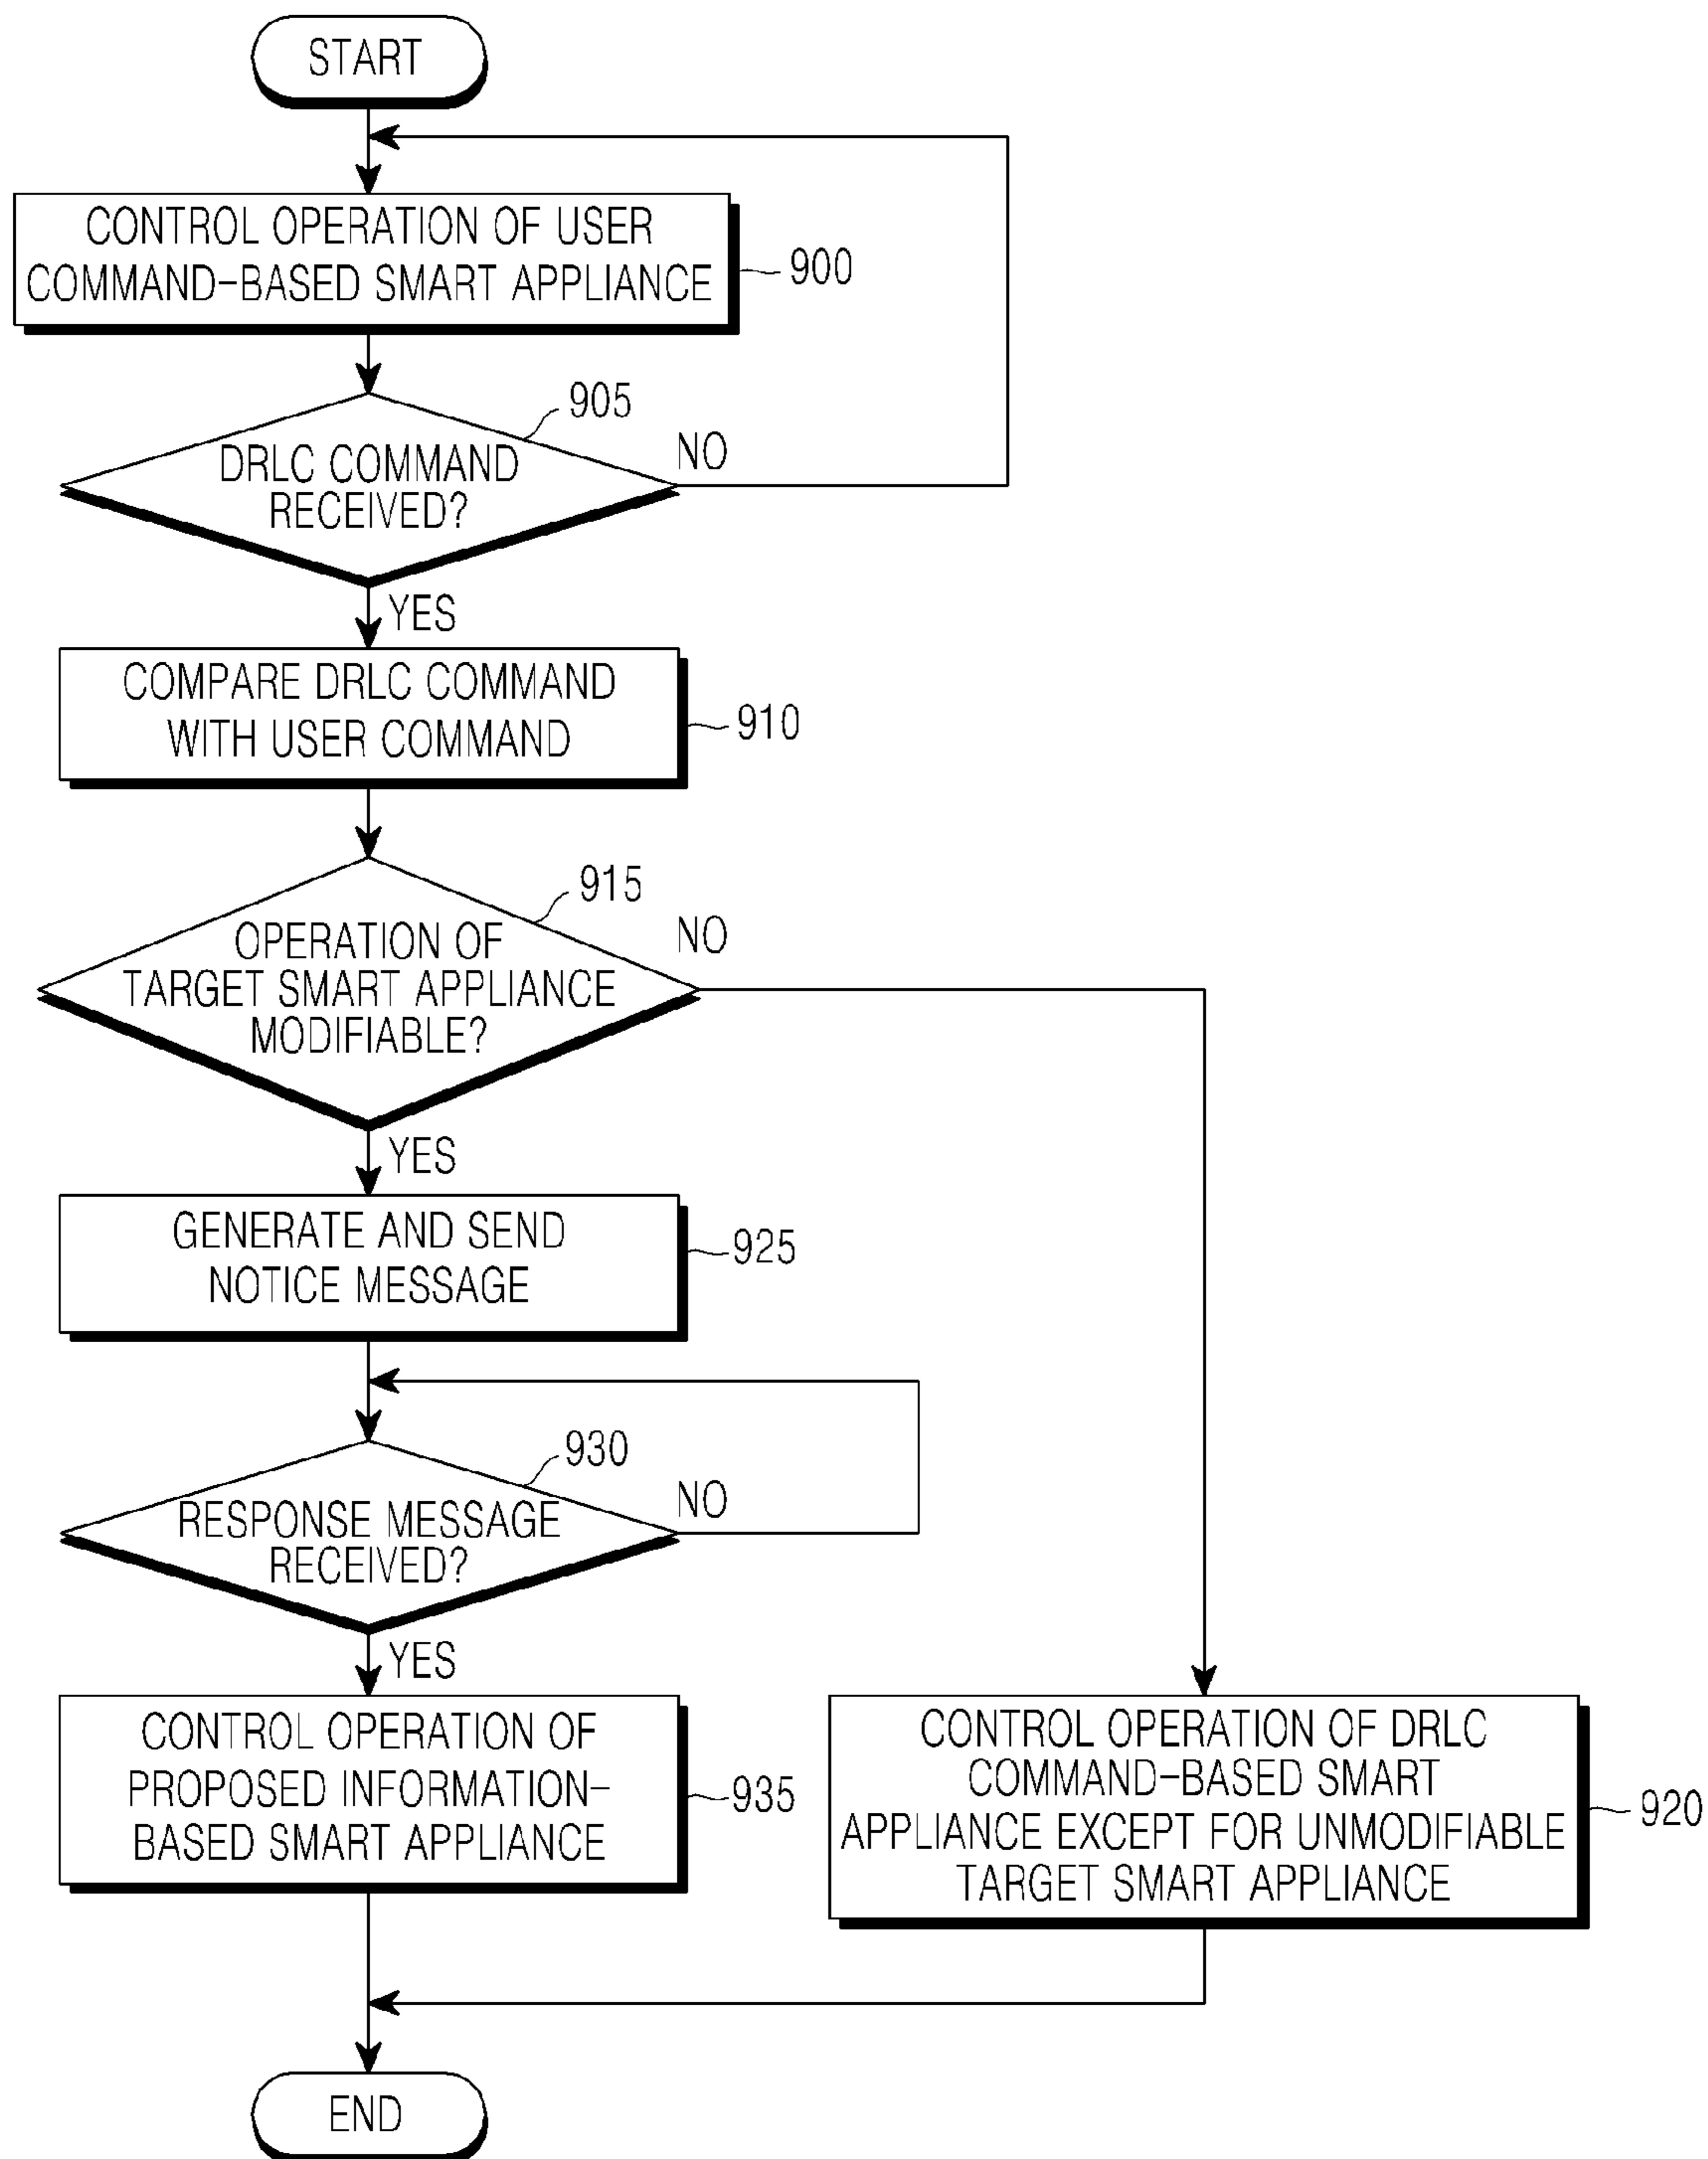 START
CONTROL OPERATION OF USER
COMMAND-BASED SMART APPLIANCE
900
905
DRLC COMMAND
RECEIVED?
NO
YES
COMPARE DRLC COMMAND
WITH USER COMMAND
910
915
OPERATION OF
TARGET SMART APPLIANCE
MODIFIABLE?
NO
YES
GENERATE AND SEND
NOTICE MESSAGE
925
930
RESPONSE MESSAGE
RECEIVED?
NO
YES
CONTROL OPERATION OF
PROPOSED INFORMATION-
BASED SMART APPLIANCE
935
CONTROL OPERATION OF DRLC
COMMAND-BASED SMART
APPLIANCE EXCEPT FOR UNMODIFIABLE
TARGET SMART APPLIANCE
920
END